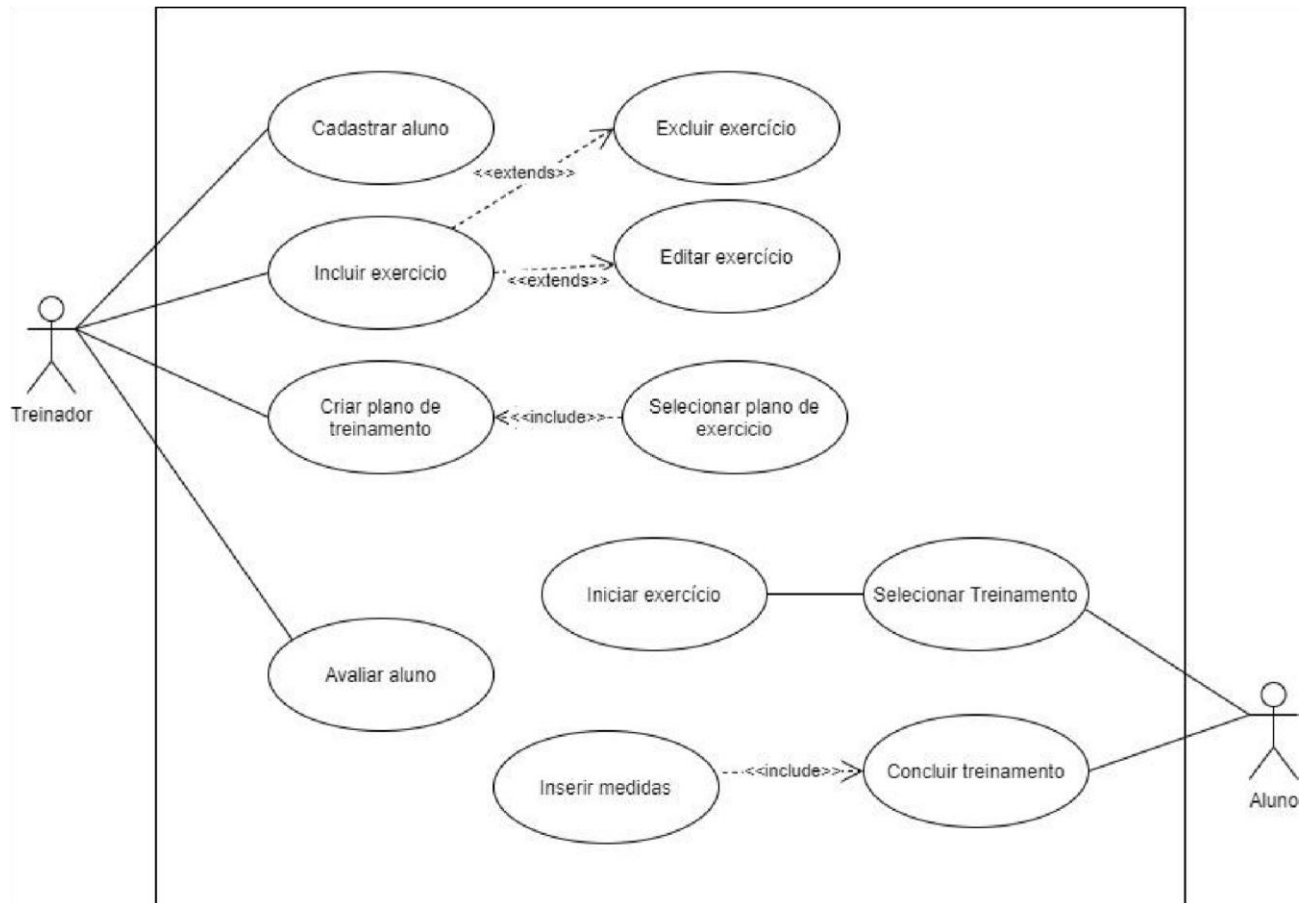 Cadastrar aluno
Excluir exercício
<<extends>>
Incluir exercicio
Editar exercício
<<extends>>
Treinador
Criar plano de
treinamento
<<include>>
Selecionar plano de
exercicio
Iniciar exercício
Selecionar Treinamento
Avaliar aluno
Inserir medidas
<<include>>
Concluir treinamento
Aluno